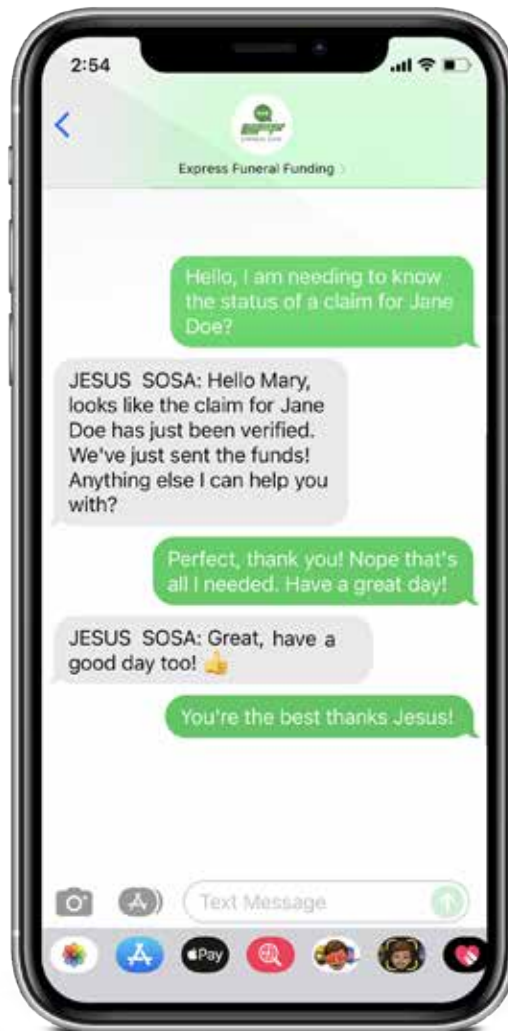 2:54
Express Funeral Funding
Hello, I am needing to know
the status of a claim for Jane
Doe?
JESUS SOSA: Hello Mary,
looks like the claim for Jane
Doe has just been verified.
We've just sent the funds!
Anything else I can help you
with?
Perfect, thank you! Nope that's
all I needed. Have a great day!
JESUS SOSA: Great, have a
good day too! 👍
You're the best thanks Jesus!
Text Message
Pay